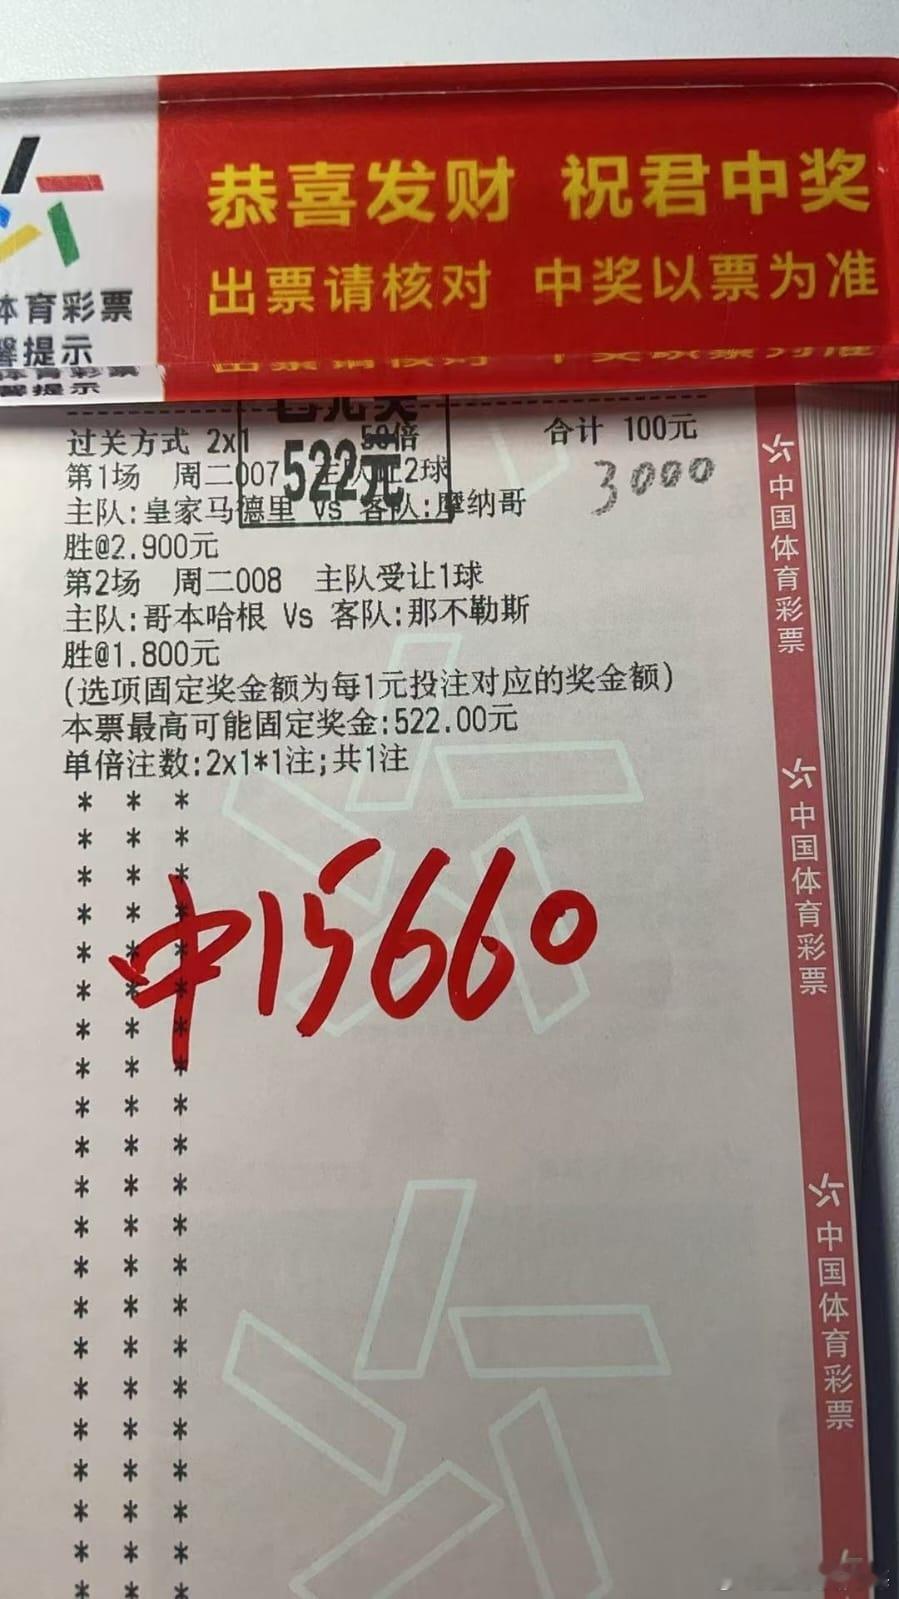 恭喜发财 祝君中奖
出票请核对 中奖以票为准
体育彩票
提示
过关方式 2x1 50倍 合计 100元
522元
3000
第1场 周二007 主队让2球
主队:皇家马德里 Vs 客队:摩纳哥
胜@2.900元
第2场 周二008 主队受让1球
主队:哥本哈根 Vs 客队:那不勒斯
胜@1.800元
(选项固定奖金额为每1元投注对应的奖金额)
本票最高可能固定奖金:522.00元
单倍注数:2x1*1注;共1注
中15660
中国体育彩票
中国体育彩票
中国体育彩票